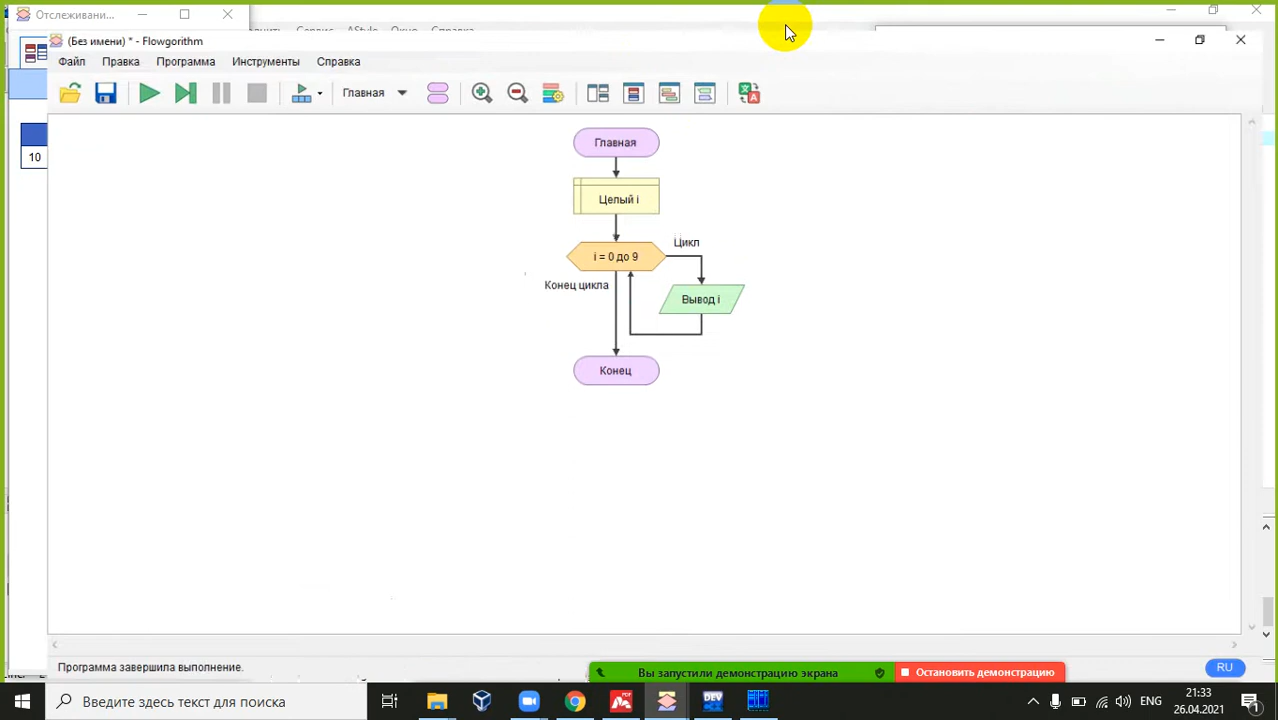 Отслеживани...
(Без имени) * - Flowgorithm
Файл Правка Программа Инструменты Справка
Главная
10
Главная
Целый i
i = 0 до 9
Цикл
Конец цикла
Вывод i
Конец
Программа завершила выполнение.
RU
Вы запустили демонстрацию экрана
Остановить демонстрацию
Введите здесь текст для поиска
DEV
ENG
21:33
26.04.2021
1